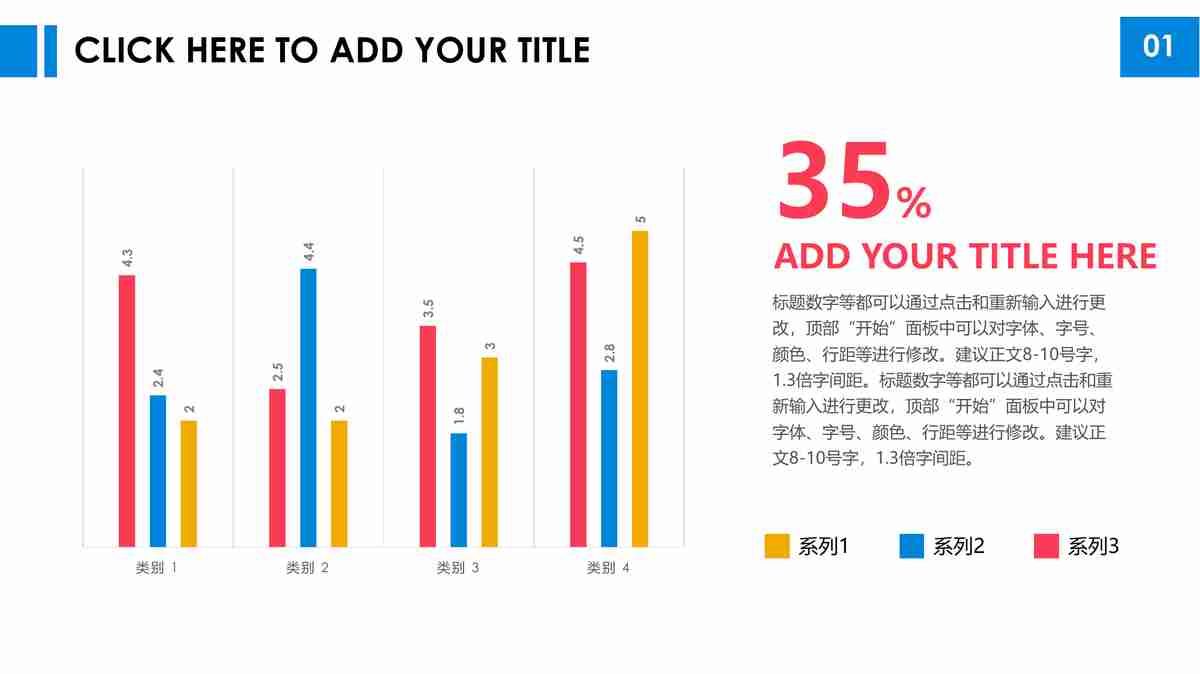 CLICK HERE TO ADD YOUR TITLE
01
4.3
2.4
2
2.5
4.4
2
3.5
1.8
3
4.5
2.8
5
类别 1
类别 2
类别 3
类别 4
35%
ADD YOUR TITLE HERE
标题数字等都可以通过点击和重新输入进行更
改，顶部“开始”面板中可以对字体、字号、
颜色、行距等进行修改。建议正文8-10号字，
1.3倍字间距。标题数字等都可以通过点击和重
新输入进行更改，顶部“开始”面板中可以对
字体、字号、颜色、行距等进行修改。建议正
文8-10号字，1.3倍字间距。
系列1
系列2
系列3